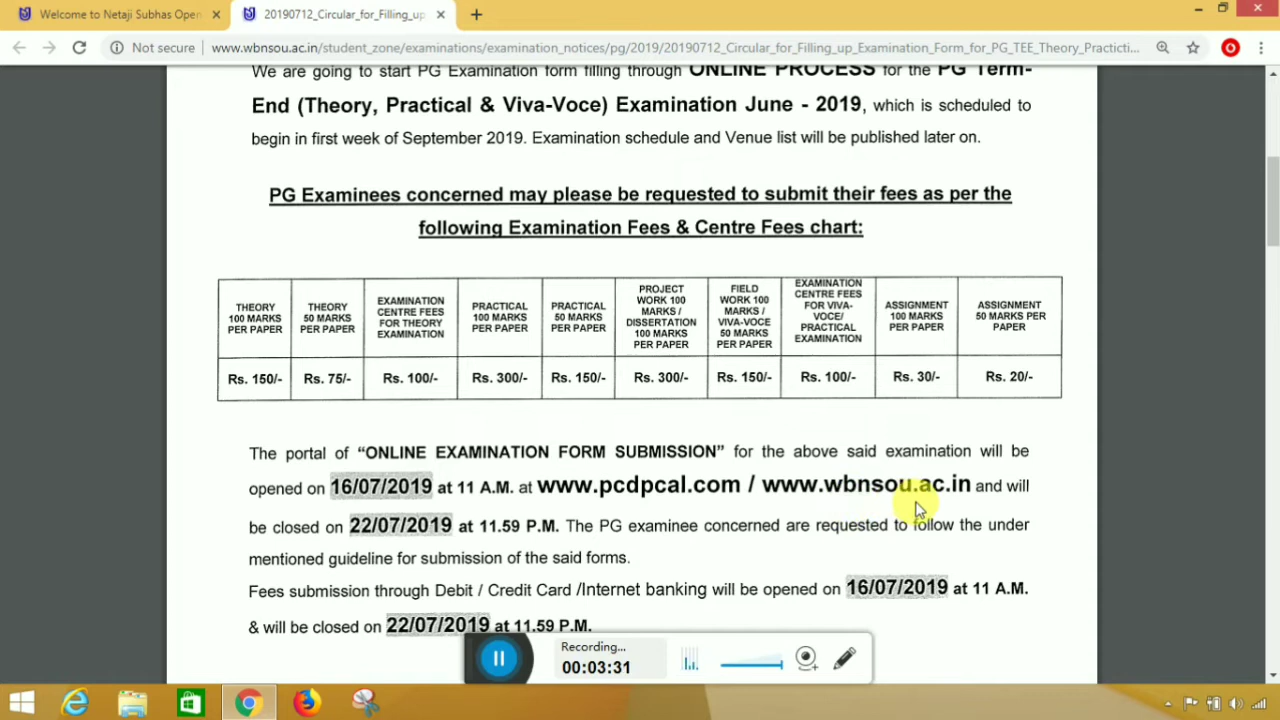 Welcome to Netaji Subhas Open
20190712_Circular_for_Filling_up
Not secure
www.wbnsou.ac.in/student_zone/examinations/examination_notices/pg/2019/20190712_Circular_for_Filling_up_Examination_Form_for_PG_TEE_Theory_Practicti...
We are going to start PG Examination form filling through ONLINE PROCESS for the PG Term-
End (Theory, Practical & Viva-Voce) Examination June - 2019, which is scheduled to
begin in first week of September 2019. Examination schedule and Venue list will be published later on.
PG Examinees concerned may please be requested to submit their fees as per the
following Examination Fees & Centre Fees chart:
THEORY
100 MARKS
PER PAPER
THEORY
50 MARKS
PER PAPER
EXAMINATION
CENTRE FEES
FOR THEORY
EXAMINATION
PRACTICAL
100 MARKS
PER PAPER
PRACTICAL
50 MARKS
PER PAPER
PROJECT
WORK 100
MARKS /
DISSERTATION
100 MARKS
PER PAPER
FIELD
WORK 100
MARKS /
VIVA-VOCE
50 MARKS
PER PAPER
EXAMINATION
CENTRE FEES
FOR VIVA-
VOCE/
PRACTICAL
EXAMINATION
ASSIGNMENT
100 MARKS
PER PAPER
ASSIGNMENT
50 MARKS PER
PAPER
Rs. 150/- Rs. 75/- Rs. 100/- Rs. 300/- Rs. 150/- Rs. 300/- Rs. 150/- Rs. 100/- Rs. 30/- Rs. 20/-
The portal of “ONLINE EXAMINATION FORM SUBMISSION” for the above said examination will be
opened on 16/07/2019 at 11 A.M. at www.pcdpcal.com / www.wbnsou.ac.in and will
be closed on 22/07/2019 at 11.59 P.M. The PG examinee concerned are requested to follow the under
mentioned guideline for submission of the said forms.
Fees submission through Debit / Credit Card /Internet banking will be opened on 16/07/2019 at 11 A.M.
& will be closed on 22/07/2019 at 11.59 P.M.
Recording...
00:03:31